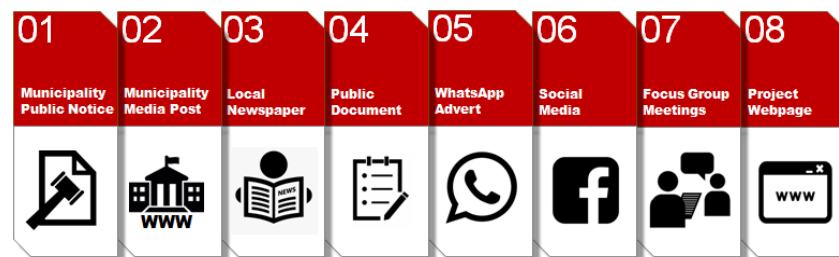 01
Municipality
Public Notice
02
Municipality
Media Post
03
Local
Newspaper
04
Public
Document
05
WhatsApp
Advert
06
Social
Media
07
Focus Group
Meetings
08
Project
Webpage
WWW
NEWS
f
www